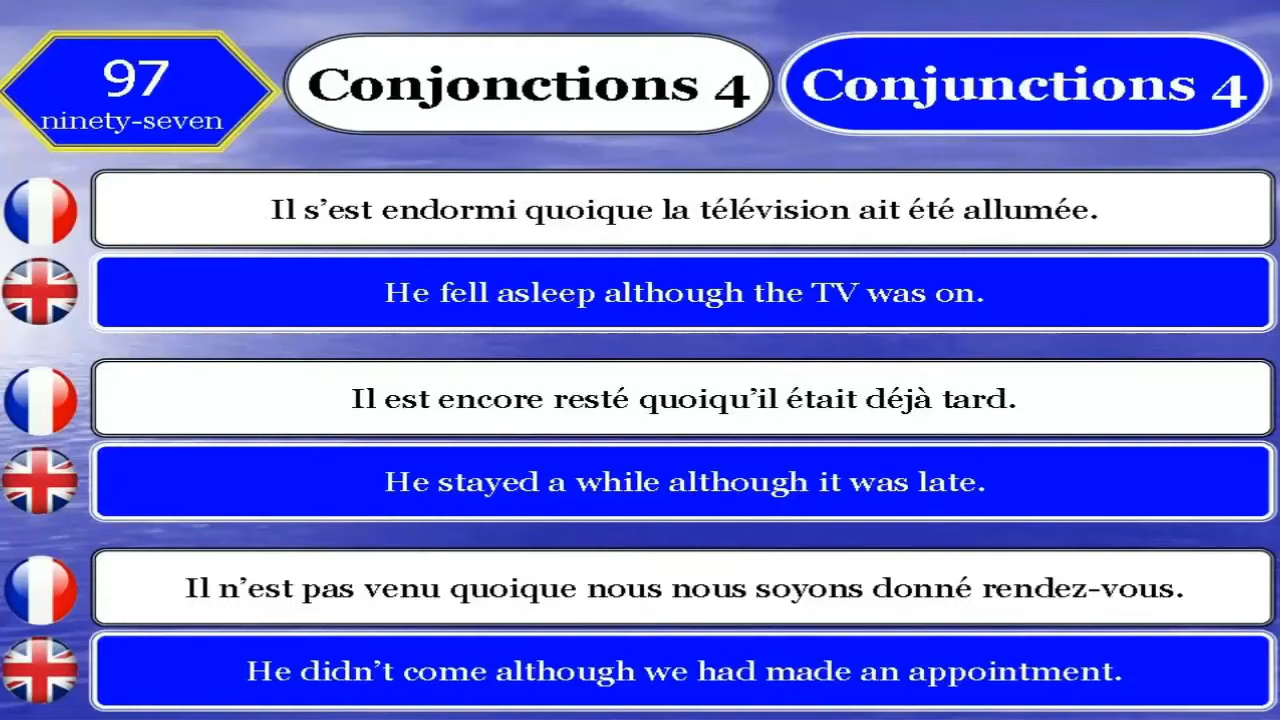 97
ninety-seven
Conjonctions 4
Conjunctions 4
Il s’est endormi quoique la télévision ait été allumée.
He fell asleep although the TV was on.
Il est encore resté quoiqu’il était déjà tard.
He stayed a while although it was late.
Il n’est pas venu quoique nous nous soyons donné rendez-vous.
He didn’t come although we had made an appointment.